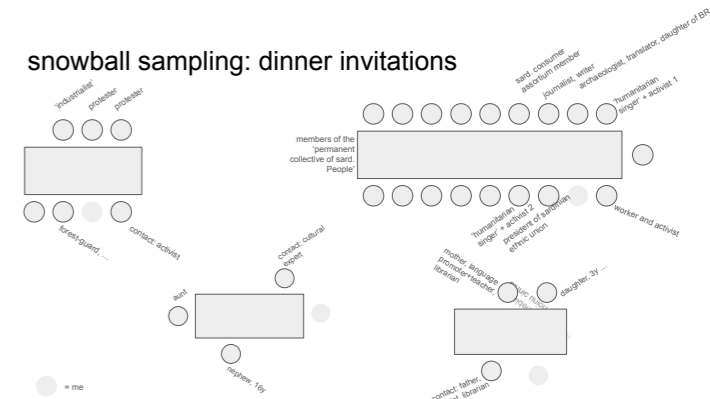 snowball sampling: dinner invitations
'industrialist'
protester
protester
forest-guard, ...
contact: activist
members of the
'permanent
collective of sard.
People'
sard. consumer
assortium member
journalist, writer
archaeologist, translator, daughter of BR
'humanitarian
singer' + activist 1
'humanitarian
singer' + activist 2
president of sardinian
ethnic union
worker and activist
contact: cultural
expert
aunt
nephew, 16y
mother, language
promoter+teacher,
librarian
daughter, 3y ...
contact: father,
librarian
= me